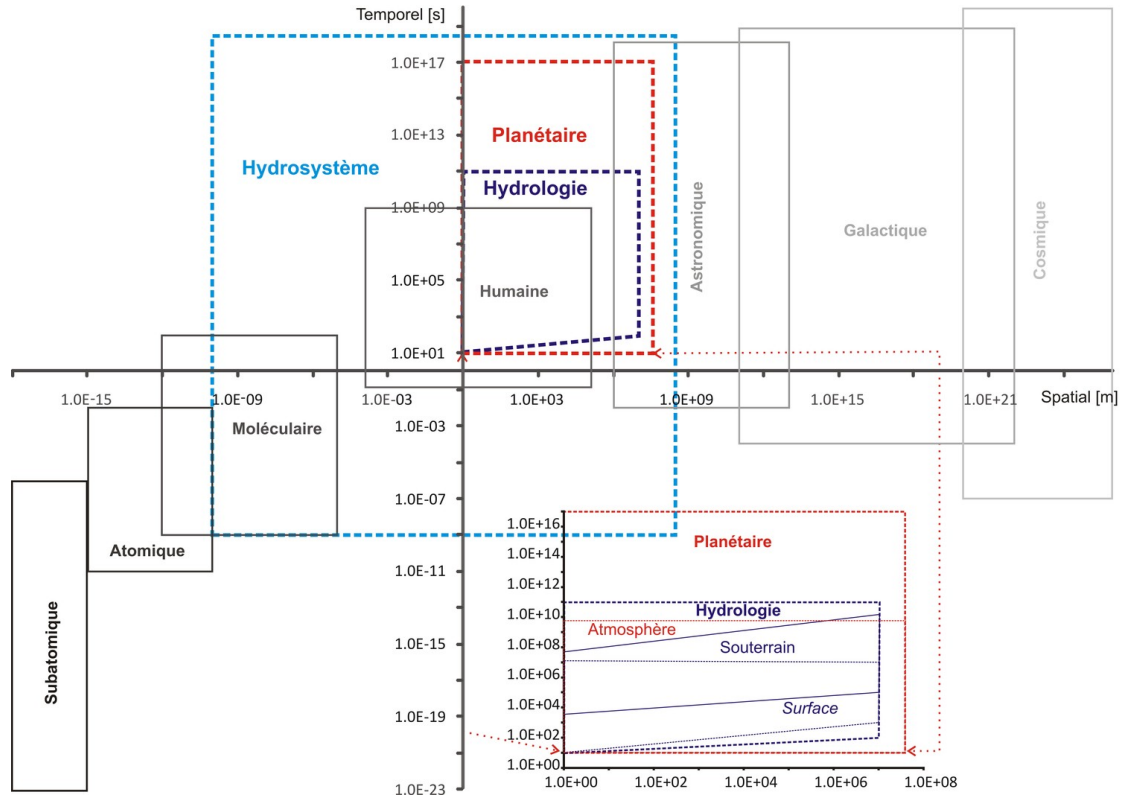 Temporel [s]
1.0E+17
Planétaire
1.0E+13
Hydrosystème
Hydrologie
1.0E+09
Astronomique
Galactique
Cosmique
1.0E+05
Humaine
1.0E+01
1.0E-15
1.0E-09
1.0E-03
1.0E+03
1.0E+09
1.0E+15
1.0E+21
Spatial [m]
1.0E-03
Moléculaire
1.0E-07
Atomique
1.0E-11
Subatomique
1.0E-15
1.0E-19
1.0E-23
1.0E+16
Planétaire
1.0E+14
1.0E+12
Hydrologie
1.0E+10
Atmosphère
1.0E+08
Souterrain
1.0E+06
1.0E+04
Surface
1.0E+02
1.0E+00
1.0E+00
1.0E+02
1.0E+04
1.0E+06
1.0E+08